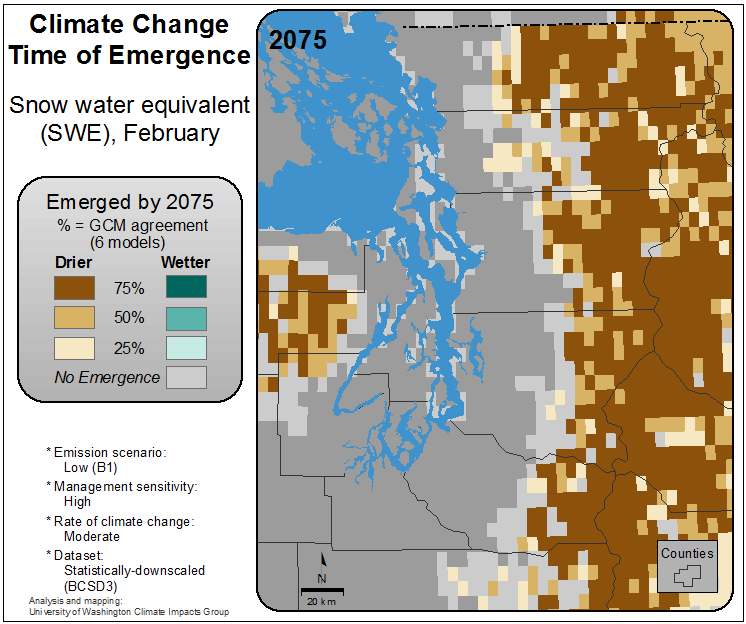 Climate Change
Time of Emergence
Snow water equivalent
(SWE), February
Emerged by 2075
% = GCM agreement
(6 models)
Drier Wetter
75%
50%
25%
No Emergence
* Emission scenario:
Low (B1)
* Management sensitivity:
High
* Rate of climate change:
Moderate
* Dataset:
Statistically-downscaled
(BCSD3)
Analysis and mapping:
University of Washington Climate Impacts Group
2075
N
20 km
Counties